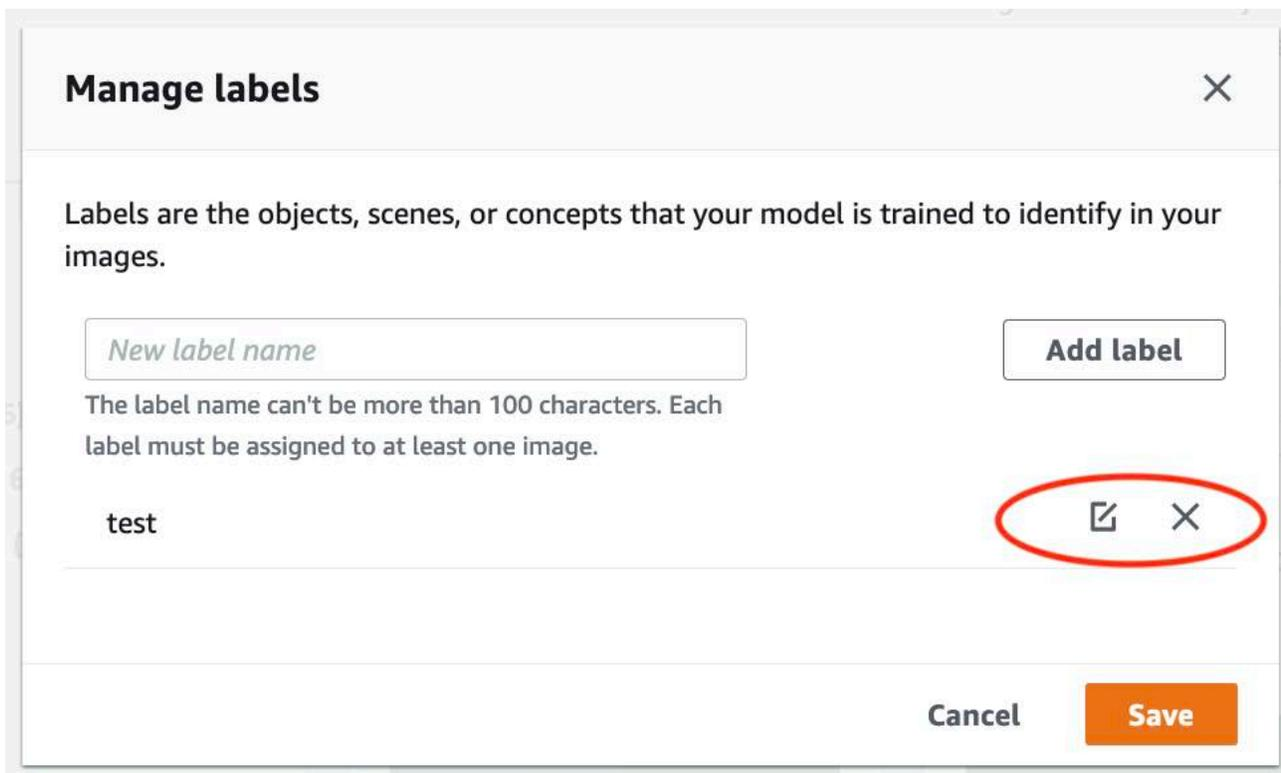 Manage labels
Labels are the objects, scenes, or concepts that your model is trained to identify in your
images.
New label name
Add label
The label name can't be more than 100 characters. Each
label must be assigned to at least one image.
test
Cancel
Save